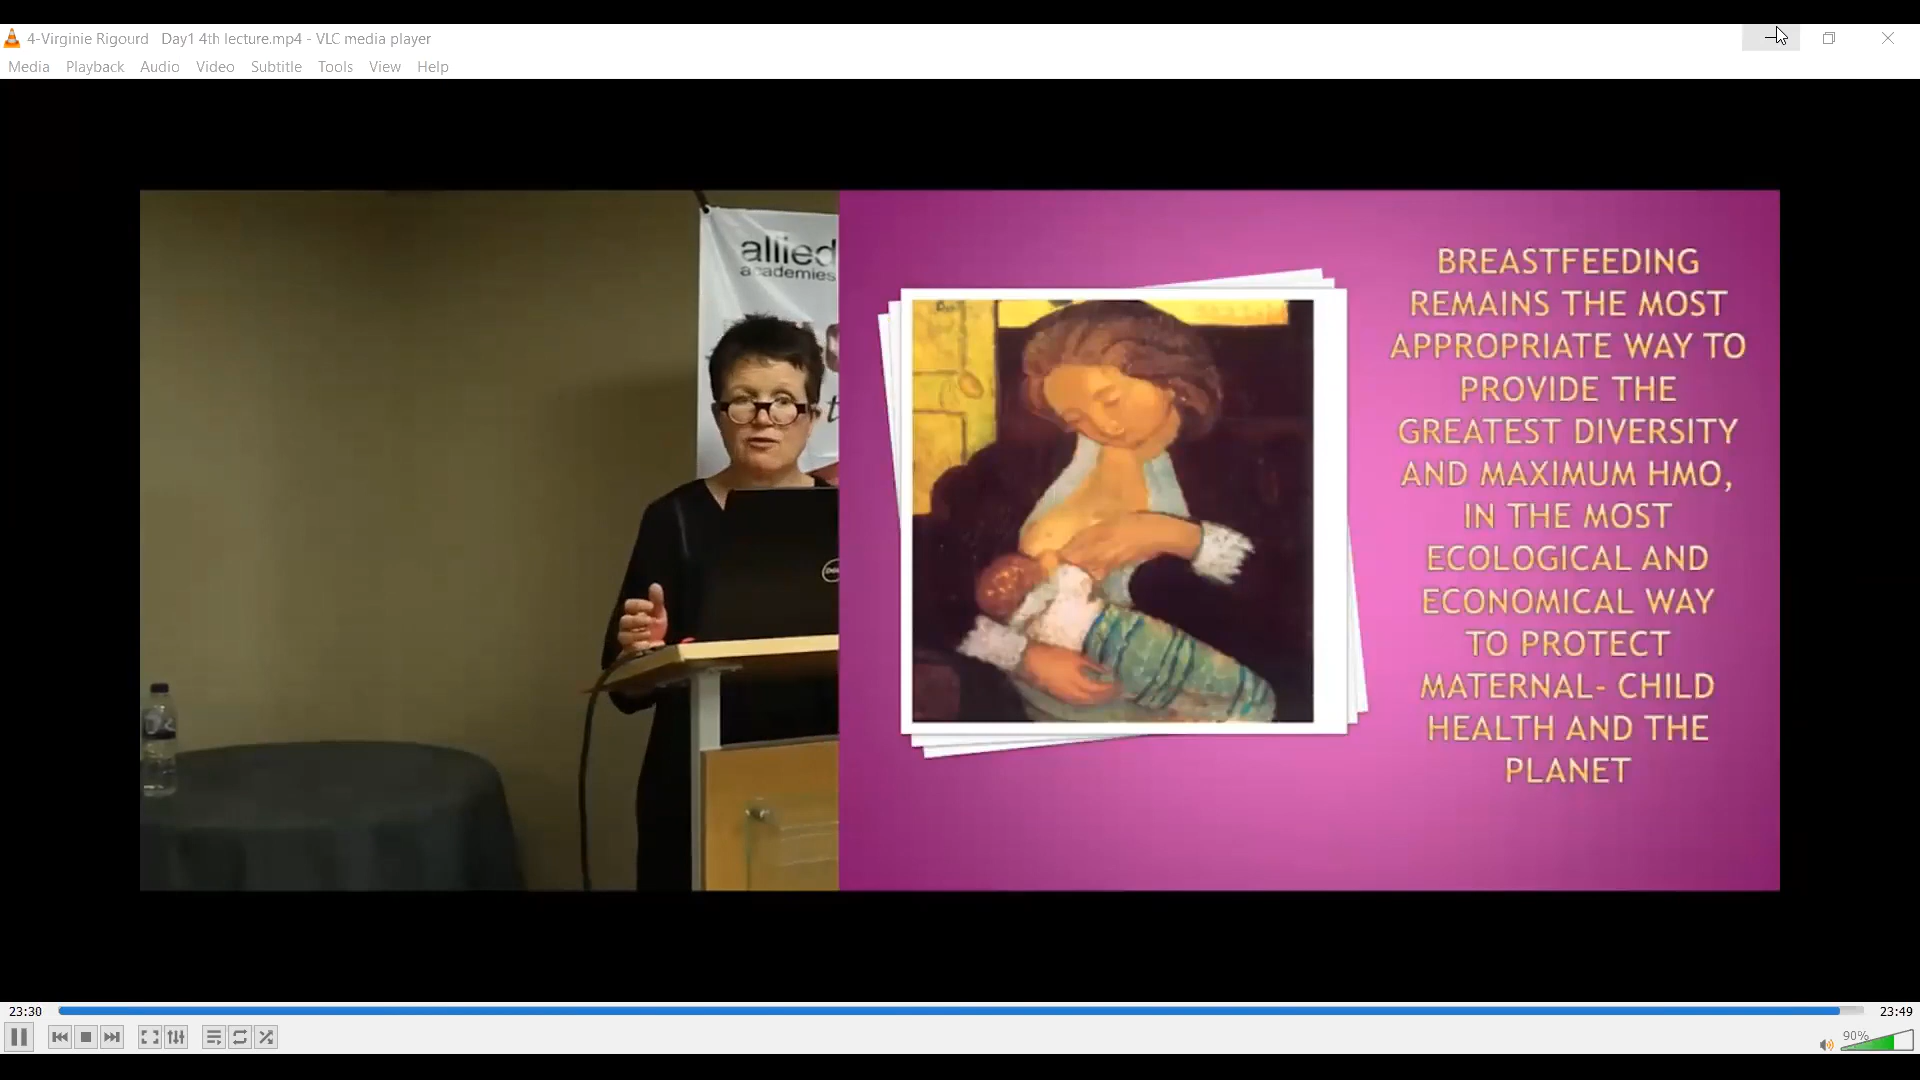 4-Virginie Rigourd   Day1 4th lecture.mp4 - VLC media player
Media Playback Audio Video Subtitle Tools View Help
allied
academies
BREASTFEEDING
REMAINS THE MOST
APPROPRIATE WAY TO
PROVIDE THE
GREATEST DIVERSITY
AND MAXIMUM HMO,
IN THE MOST
ECOLOGICAL AND
ECONOMICAL WAY
TO PROTECT
MATERNAL- CHILD
HEALTH AND THE
PLANET
23:30
23:49
90%